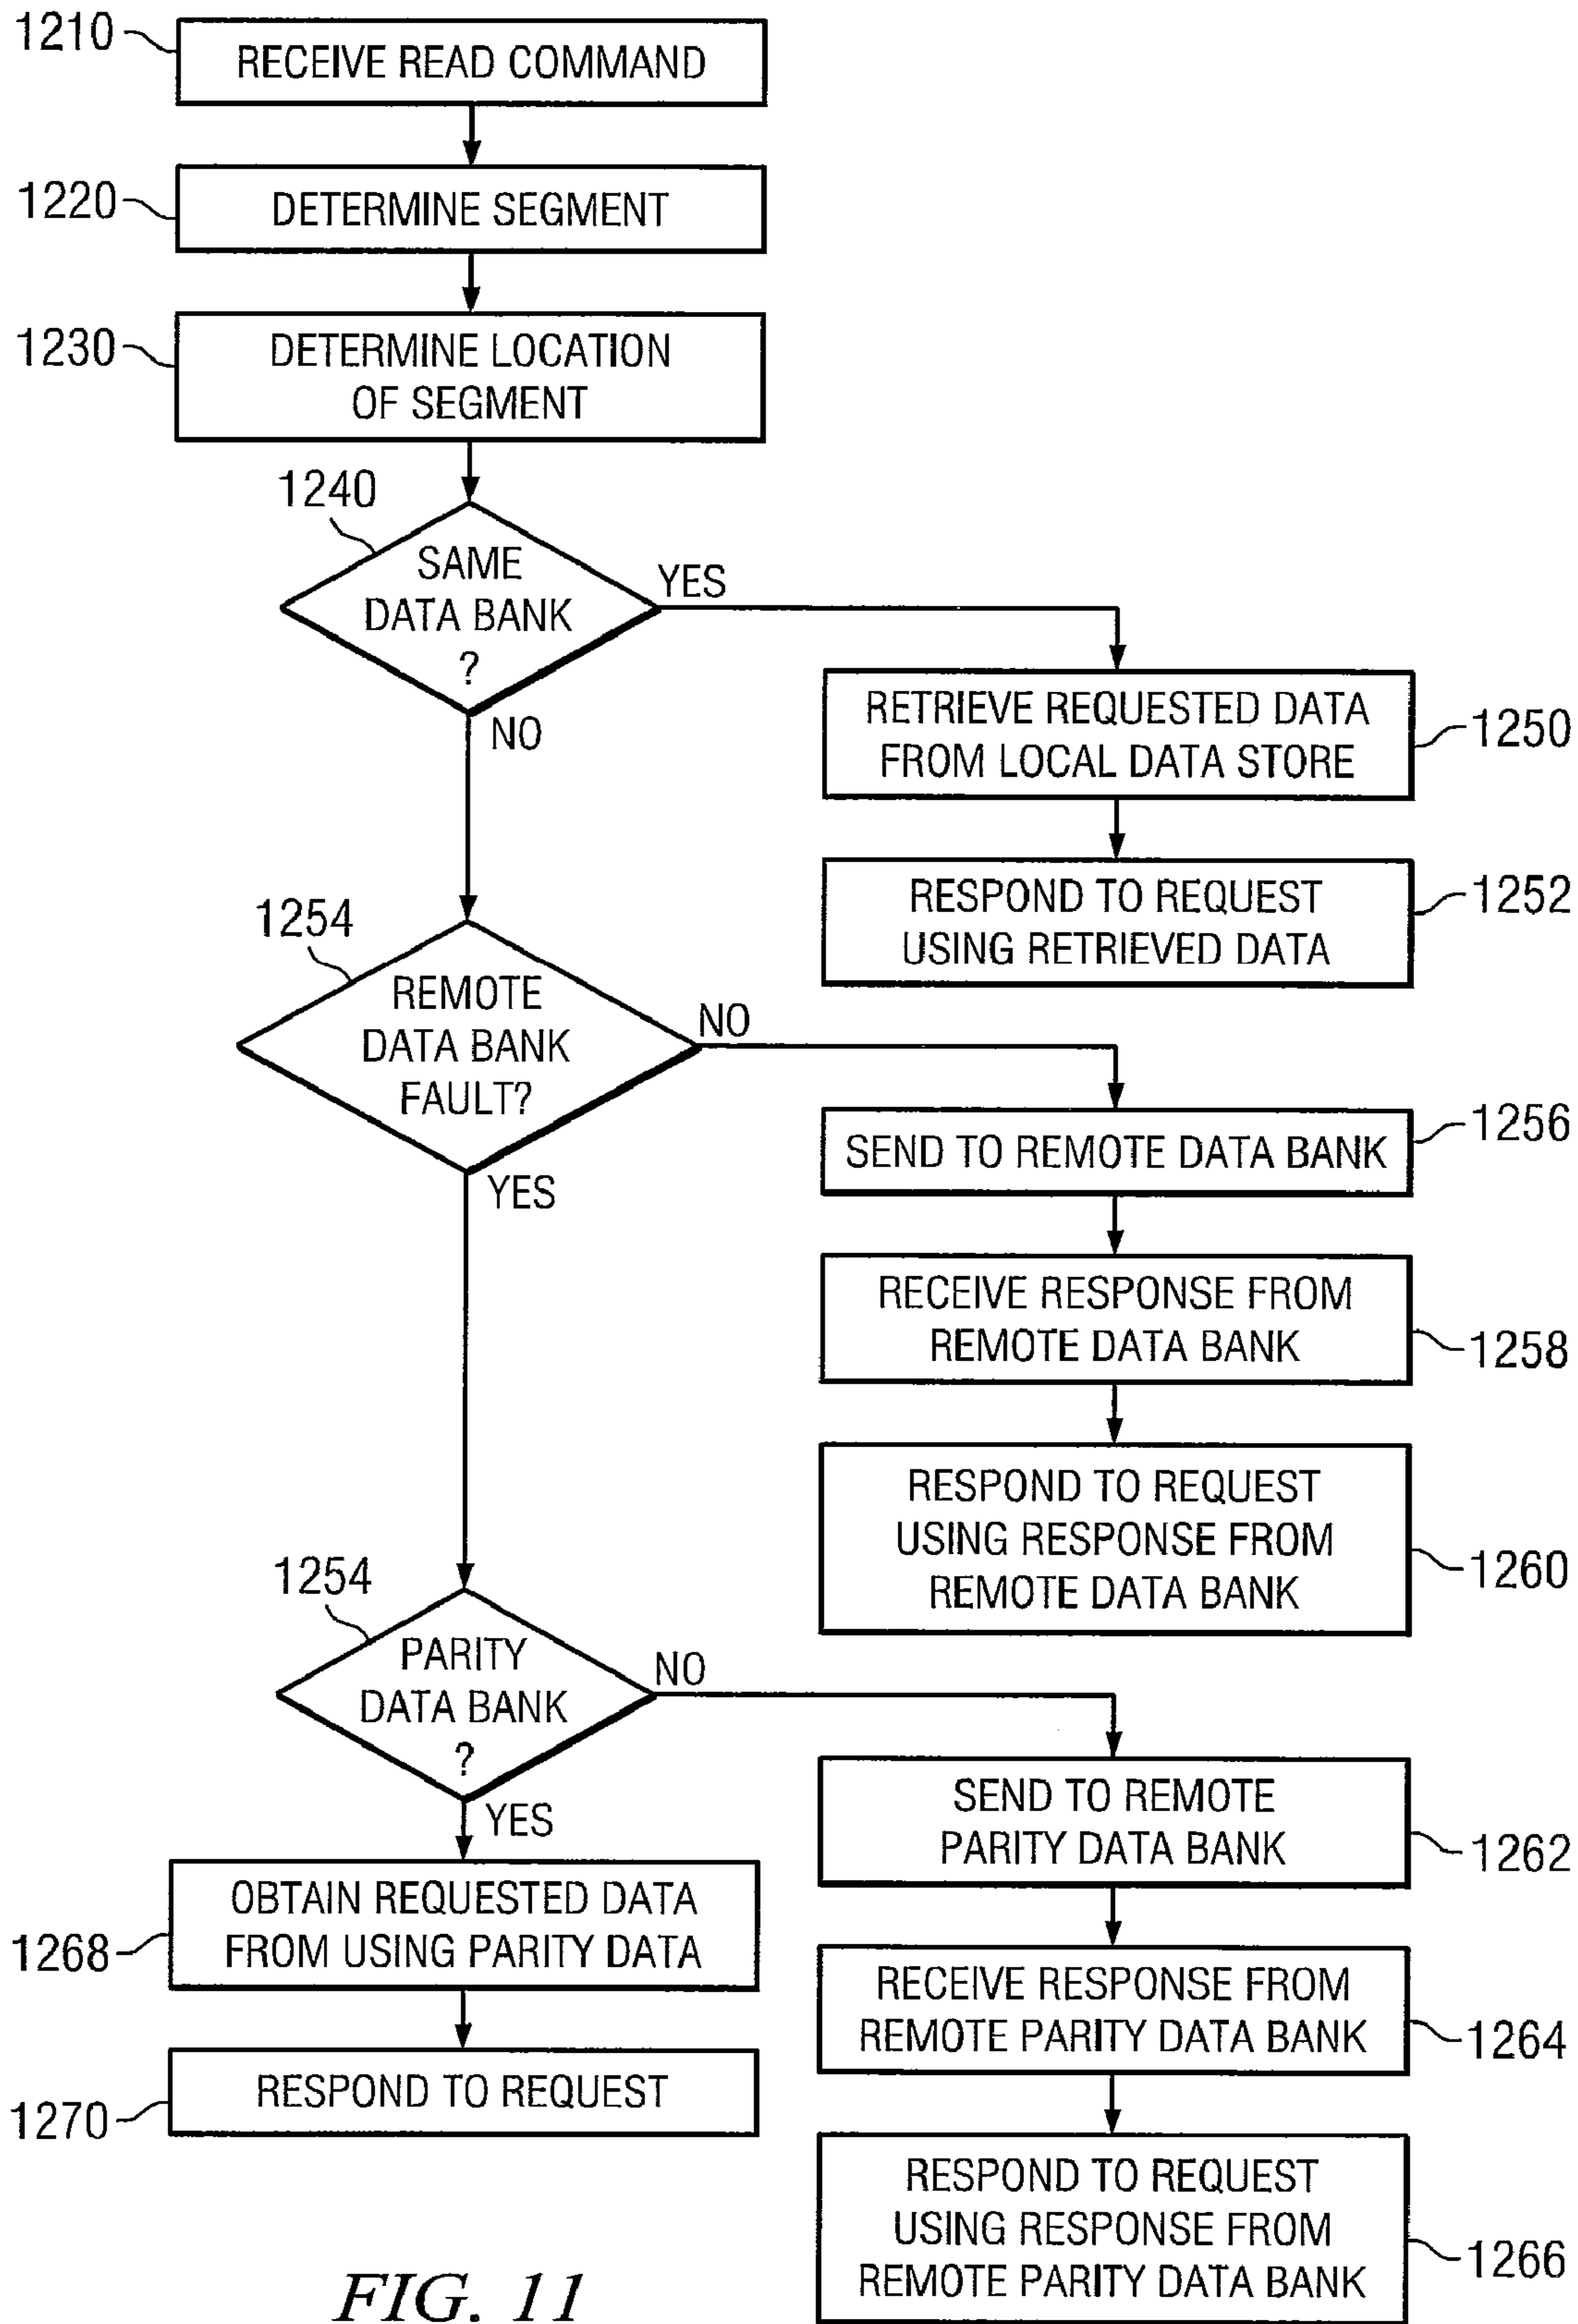 1210
RECEIVE READ COMMAND
1220
DETERMINE SEGMENT
1230
DETERMINE LOCATION
OF SEGMENT
1240
SAME
DATA BANK
?
YES
NO
RETRIEVE REQUESTED DATA
FROM LOCAL DATA STORE
1250
RESPOND TO REQUEST
USING RETRIEVED DATA
1252
1254
REMOTE
DATA BANK
FAULT?
NO
YES
SEND TO REMOTE DATA BANK
1256
RECEIVE RESPONSE FROM
REMOTE DATA BANK
1258
RESPOND TO REQUEST
USING RESPONSE FROM
REMOTE DATA BANK
1260
1254
PARITY
DATA BANK
?
NO
YES
SEND TO REMOTE
PARITY DATA BANK
1262
RECEIVE RESPONSE FROM
REMOTE PARITY DATA BANK
1264
RESPOND TO REQUEST
USING RESPONSE FROM
REMOTE PARITY DATA BANK
1266
OBTAIN REQUESTED DATA
FROM USING PARITY DATA
1268
RESPOND TO REQUEST
1270
FIG. 11